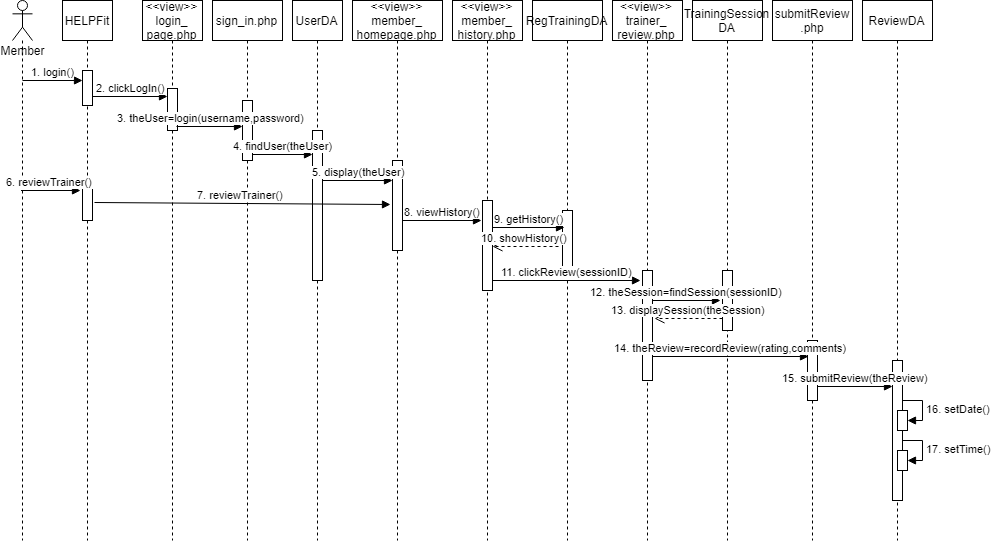 Member
HELPFit
<<view>>
login_
page.php
sign_in.php
UserDA
<<view>>
member_
homepage.php
<<view>>
member_
history.php
RegTrainingDA
<<view>>
trainer_
review.php
TrainingSession
DA
submitReview
.php
ReviewDA
1. login()
2. clickLogIn()
3. theUser=login(username,password)
4. findUser(theUser)
5. display(theUser)
6. reviewTrainer()
7. reviewTrainer()
8. viewHistory()
9. getHistory()
10. showHistory()
11. clickReview(sessionID)
12. theSession=findSession(sessionID)
13. displaySession(theSession)
14. theReview=recordReview(rating,comments)
15. submitReview(theReview)
16. setDate()
17. setTime()